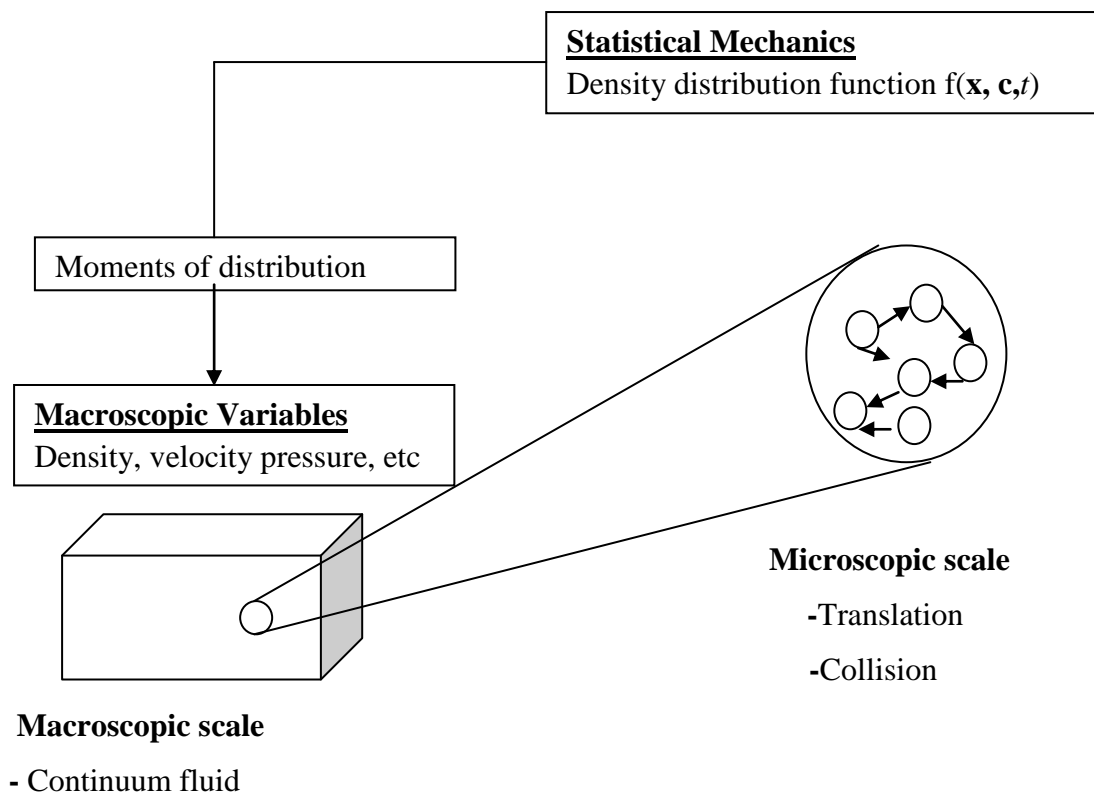 Statistical Mechanics
Density distribution function f(x, c,t)
Moments of distribution
Macroscopic Variables
Density, velocity pressure, etc
Microscopic scale
-Translation
-Collision
Macroscopic scale
- Continuum fluid